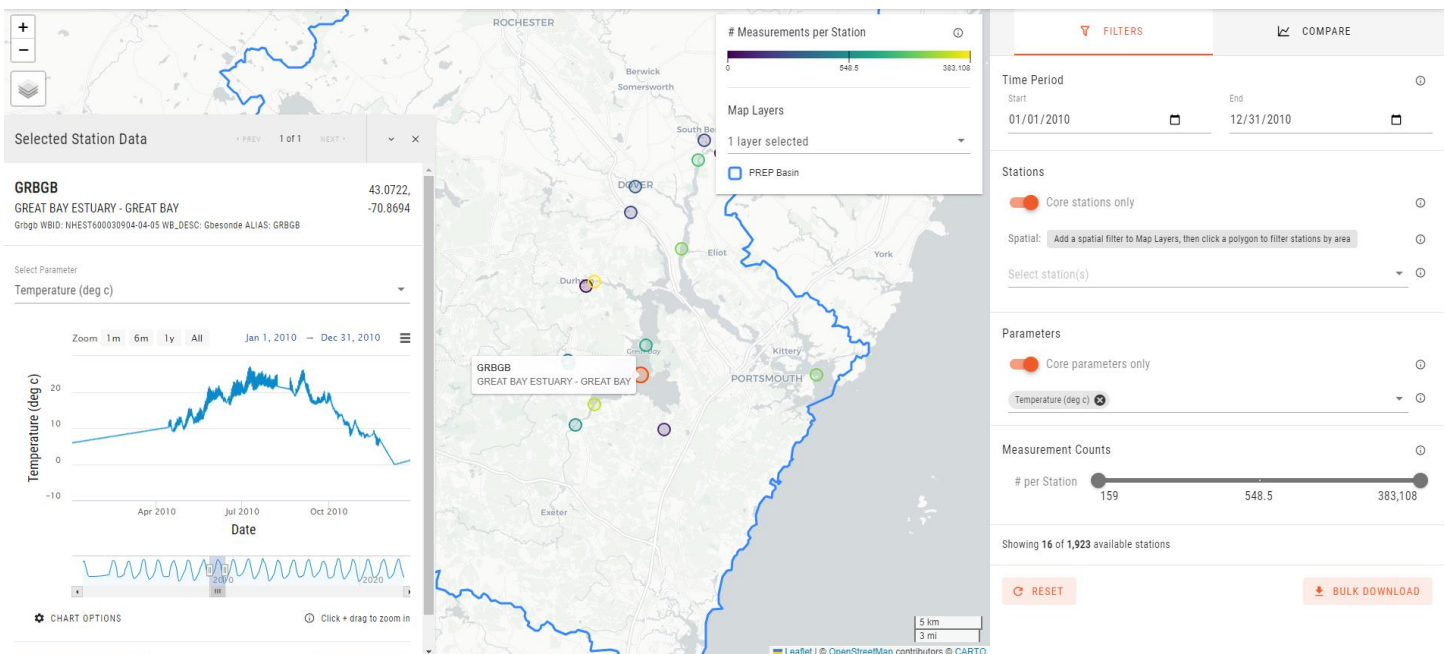 +
−
Selected Station Data
‹ PREV 1 of 1 NEXT ›
GRBGB
43.0722,
-70.8694
GREAT BAY ESTUARY - GREAT BAY
Grbgb WBID: NHEST600030904-04-05 WB_DESC: Gbesonde ALIAS: GRBGB
Select Parameter
Temperature (deg c)
Zoom 1m 6m 1y All
Jan 1, 2010 → Dec 31, 2010
Temperature (deg c)
20
10
0
−10
Apr 2010 Jul 2010 Oct 2010
Date
2010 2020
CHART OPTIONS
Click + drag to zoom in
ROCHESTER
Berwick
Somersworth
South Be
DOVER
Eliot
York
Durham
Great Bay
Kittery
PORTSMOUTH
Exeter
GRBGB
GREAT BAY ESTUARY - GREAT BAY
# Measurements per Station
0 548.5 383,108
Map Layers
1 layer selected
PREP Basin
5 km
3 mi
Leaflet | © OpenStreetMap contributors © CARTO
FILTERS
COMPARE
Time Period
Start
01/01/2010
End
12/31/2010
Stations
Core stations only
Spatial: Add a spatial filter to Map Layers, then click a polygon to filter stations by area
Select station(s)
Parameters
Core parameters only
Temperature (deg c)
Measurement Counts
# per Station
159 548.5 383,108
Showing 16 of 1,923 available stations
RESET
BULK DOWNLOAD